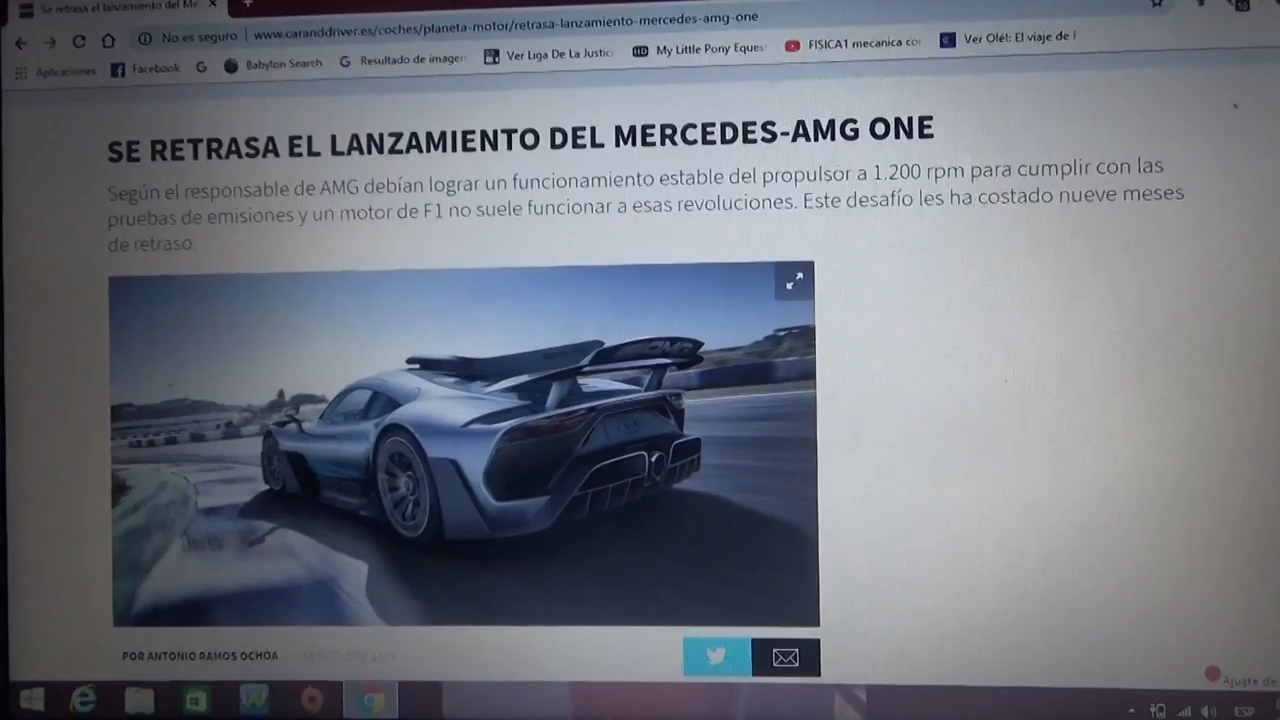 Se retrasa el lanzamiento del Me
No es seguro | www.caranddriver.es/coches/planeta-motor/retrasa-lanzamiento-mercedes-amg-one
Aplicaciones Facebook Babylon Search Resultado de imagen Ver Liga De La Justic My Little Pony Eques FISICA1 mecanica co Ver Olé!: El viaje de F
SE RETRASA EL LANZAMIENTO DEL MERCEDES-AMG ONE
Según el responsable de AMG debían lograr un funcionamiento estable del propulsor a 1.200 rpm para cumplir con las
pruebas de emisiones y un motor de F1 no suele funcionar a esas revoluciones. Este desafío les ha costado nueve meses
de retraso.
AMG
POR ANTONIO RAMOS OCHOA
Ajuste de
ESP